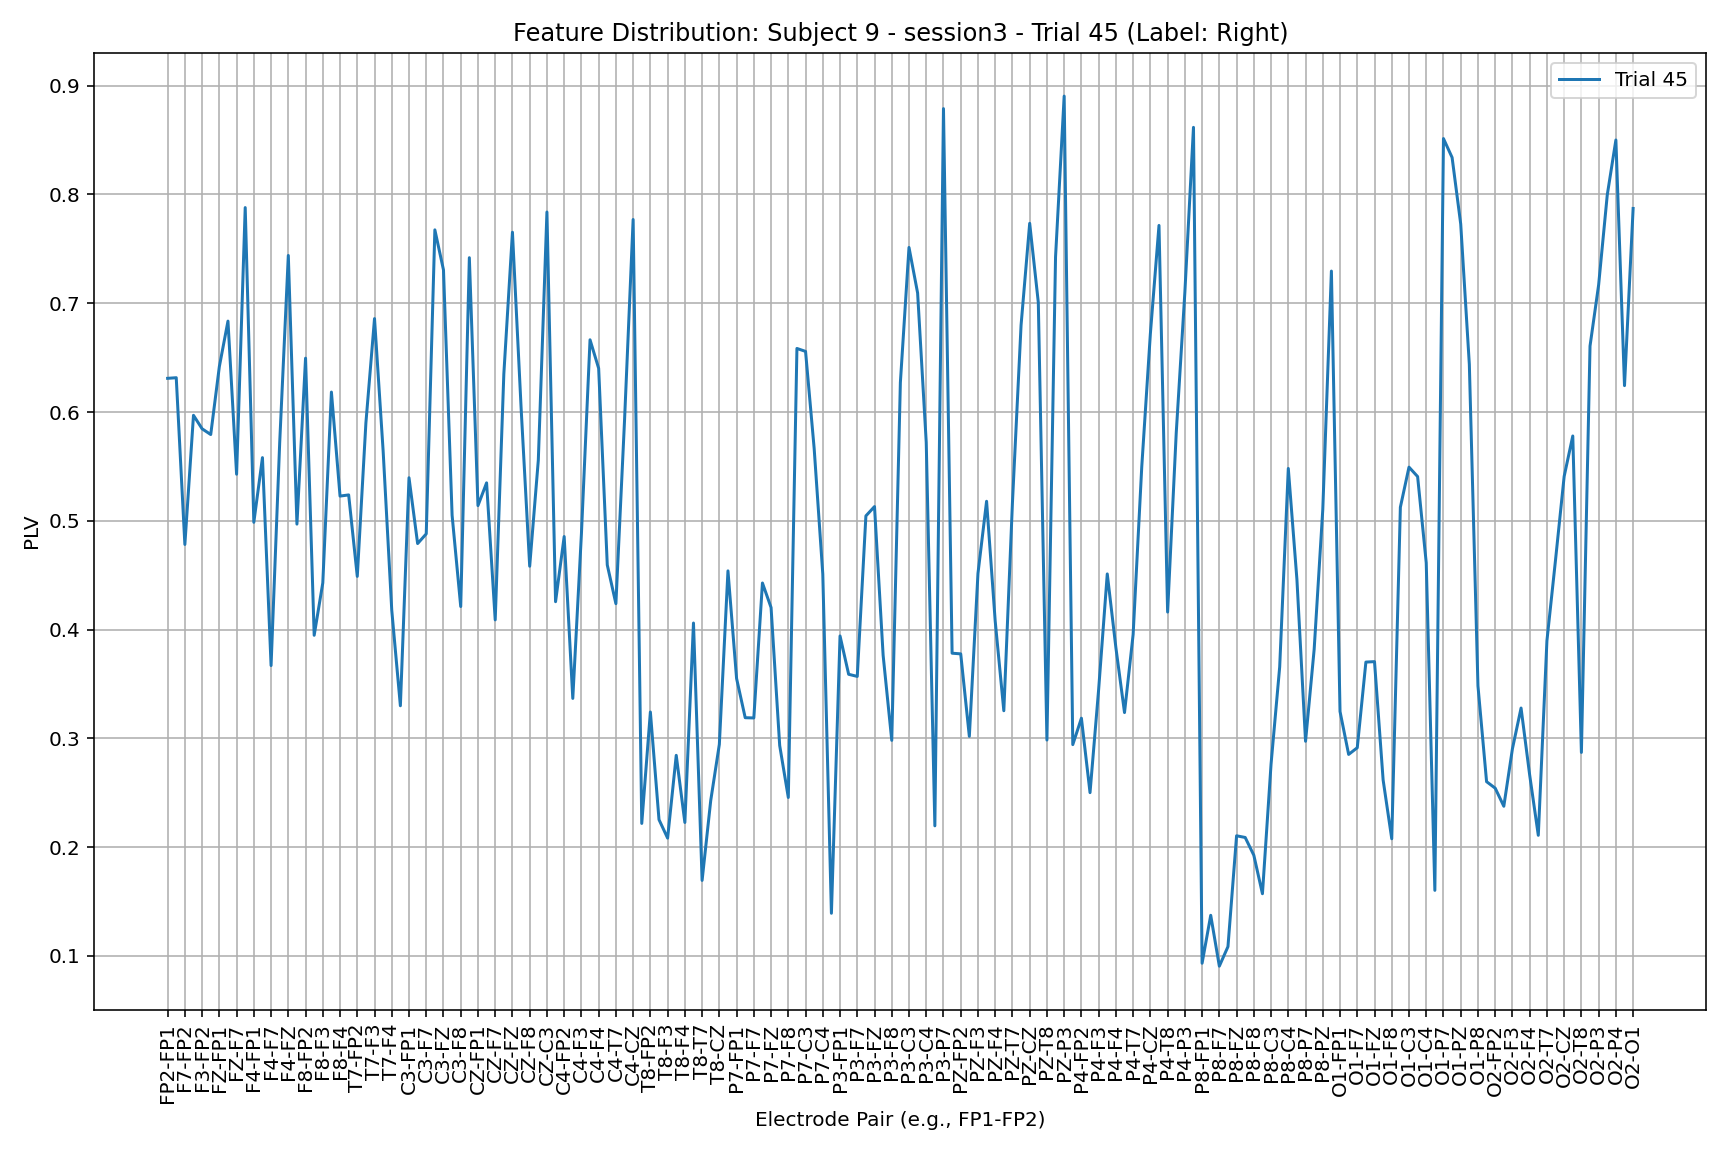 Feature Distribution: Subject 9 - session3 - Trial 45 (Label: Right)
Trial 45
0.9
0.8
0.7
0.6
0.5
0.4
0.3
0.2
0.1
PLV
FP2-FP1
F7-FP2
F3-FP2
FZ-FP1
FZ-F7
F4-FP1
F4-F7
F4-FZ
F8-FP2
F8-F3
F8-F4
T7-FP2
T7-F3
T7-F4
C3-FP1
C3-F7
C3-FZ
C3-F8
CZ-FP1
CZ-F7
CZ-FZ
CZ-F8
CZ-C3
C4-FP2
C4-F3
C4-F4
C4-T7
C4-CZ
T8-FP2
T8-F3
T8-F4
T8-T7
T8-CZ
P7-FP1
P7-F7
P7-FZ
P7-F8
P7-C3
P7-C4
P3-FP1
P3-F7
P3-FZ
P3-F8
P3-C3
P3-C4
P3-P7
PZ-FP2
PZ-F3
PZ-F4
PZ-T7
PZ-CZ
PZ-T8
PZ-P3
P4-FP2
P4-F3
P4-F4
P4-T7
P4-CZ
P4-T8
P4-P3
P8-FP1
P8-F7
P8-FZ
P8-F8
P8-C3
P8-C4
P8-P7
P8-PZ
O1-FP1
O1-F7
O1-FZ
O1-F8
O1-C3
O1-C4
O1-P7
O1-PZ
O1-P8
O2-FP2
O2-F3
O2-F4
O2-T7
O2-CZ
O2-T8
O2-P3
O2-P4
O2-O1
Electrode Pair (e.g., FP1-FP2)